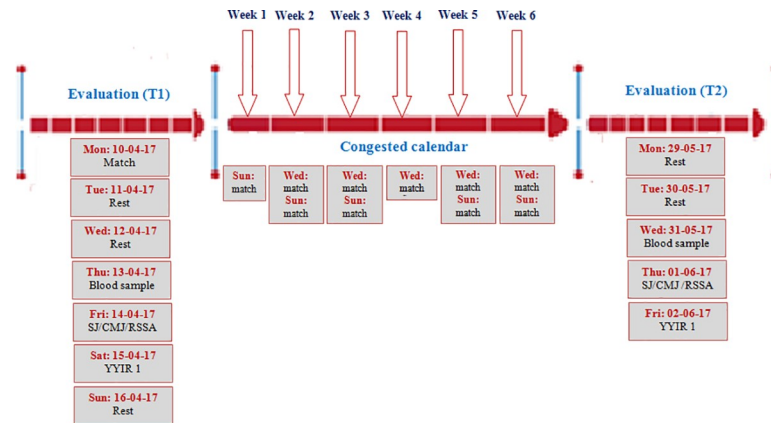 Week 1 Week 2 Week 3 Week 4 Week 5 Week 6
Evaluation (T1)
Mon: 10-04-17
Match
Tue: 11-04-17
Rest
Wed: 12-04-17
Rest
Thu: 13-04-17
Blood sample
Fri: 14-04-17
SJ/CMJ/RSSA
Sat: 15-04-17
YYIR 1
Sun: 16-04-17
Rest
Congested calendar
Sun:
match
Wed:
match
Sun:
match
Wed:
match
Sun:
match
Wed:
match
Wed:
match
Sun:
match
Wed:
match
Sun:
match
Evaluation (T2)
Mon: 29-05-17
Rest
Tue: 30-05-17
Rest
Wed: 31-05-17
Blood sample
Thu: 01-06-17
SJ/CMJ/RSSA
Fri: 02-06-17
YYIR 1